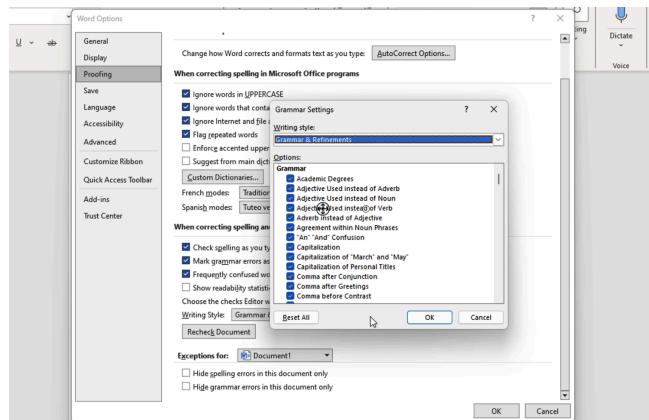 Word Options
General
Display
Proofing
Save
Language
Accessibility
Advanced
Customize Ribbon
Quick Access Toolbar
Add-ins
Trust Center
Change how Word corrects and formats text as you type: AutoCorrect Options...
When correcting spelling in Microsoft Office programs
Ignore words in UPPERCASE
Ignore words that conta
Ignore Internet and file a
Flag repeated words
Enforce accented upper
Suggest from main dict
Custom Dictionaries...
French modes: Tradition
Spanish modes: Tuteo ve
When correcting spelling and
Check spelling as you ty
Mark grammar errors as
Frequently confused wo
Show readability statisti
Choose the checks Editor w
Writing Style: Grammar &
Recheck Document
Exceptions for: Document1
Hide spelling errors in this document only
Hide grammar errors in this document only
OK Cancel
Grammar Settings
Writing style:
Grammar & Refinements
Options:
Grammar
Academic Degrees
Adjective Used instead of Adverb
Adjective Used instead of Noun
Adjective Used instead of Verb
Adverb instead of Adjective
Agreement within Noun Phrases
"An" "And" Confusion
Capitalization
Capitalization of "March" and "May"
Capitalization of Personal Titles
Comma after Conjunction
Comma after Greetings
Comma before Contrast
Reset All OK Cancel
U ab
Dictate
Voice